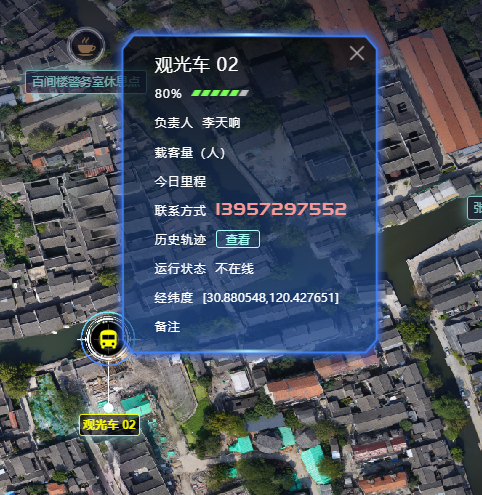 观光车 02
80%
负责人 李天响
载客量（人）
今日里程
联系方式 13957297552
历史轨迹 查看
运行状态 不在线
经纬度 [30.880548,120.427651]
备注
百间楼警务室休息点
张
观光车 02